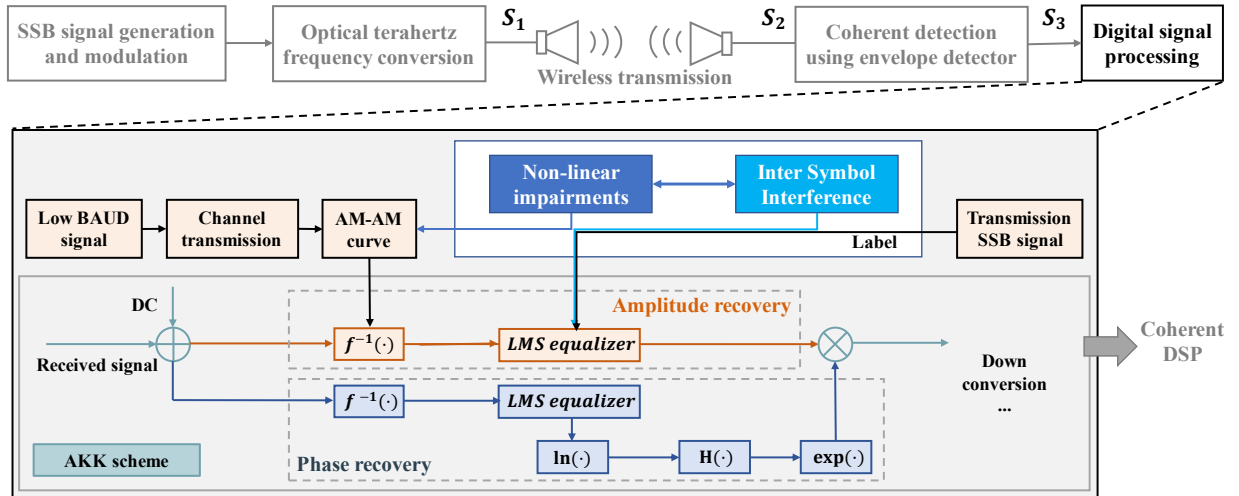 SSB signal generation
and modulation
Optical terahertz
frequency conversion
S₁
Wireless transmission
S₂
Coherent detection
using envelope detector
S₃
Digital signal
processing
Non-linear
impairments
Inter Symbol
Interference
Low BAUD
signal
Channel
transmission
AM-AM
curve
Label
Transmission
SSB signal
DC
Amplitude recovery
Received signal
f⁻¹(·)
LMS equalizer
Down
conversion
...
Coherent
DSP
f⁻¹(·)
LMS equalizer
ln(·)
H(·)
exp(·)
Phase recovery
AKK scheme